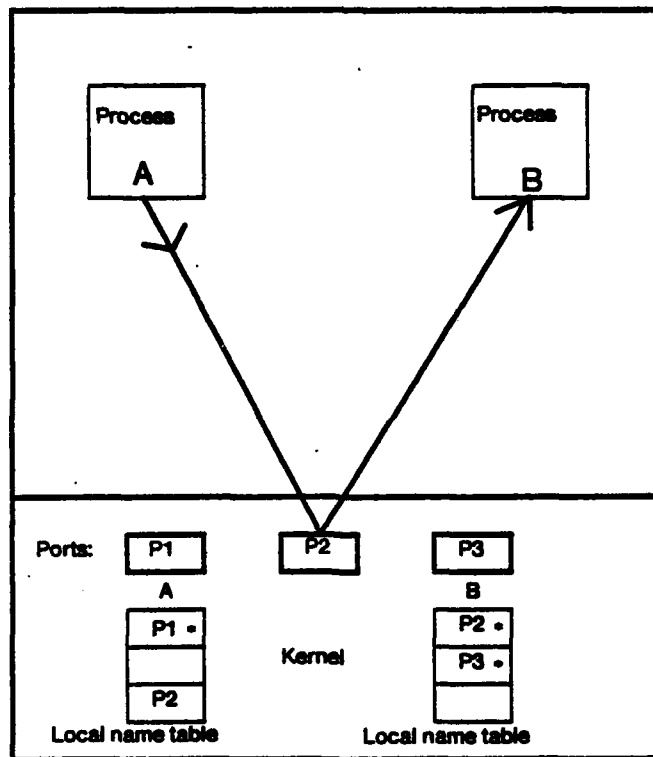 Process Process
A B
Ports: P1 P2 P3
A B
P1 * P2 *
Kernel P3 *
P2
Local name table Local name table